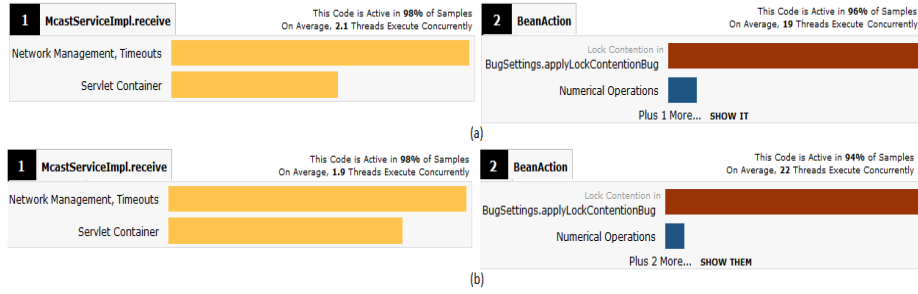 1 McastServiceImpl.receive
This Code is Active in 98% of Samples
On Average, 2.1 Threads Execute Concurrently
Network Management, Timeouts
Servlet Container
2 BeanAction
This Code is Active in 96% of Samples
On Average, 19 Threads Execute Concurrently
Lock Contention in
BugSettings.applyLockContentionBug
Numerical Operations
Plus 1 More... SHOW IT
(a)
1 McastServiceImpl.receive
This Code is Active in 98% of Samples
On Average, 1.9 Threads Execute Concurrently
Network Management, Timeouts
Servlet Container
2 BeanAction
This Code is Active in 94% of Samples
On Average, 22 Threads Execute Concurrently
Lock Contention in
BugSettings.applyLockContentionBug
Numerical Operations
Plus 2 More... SHOW THEM
(b)